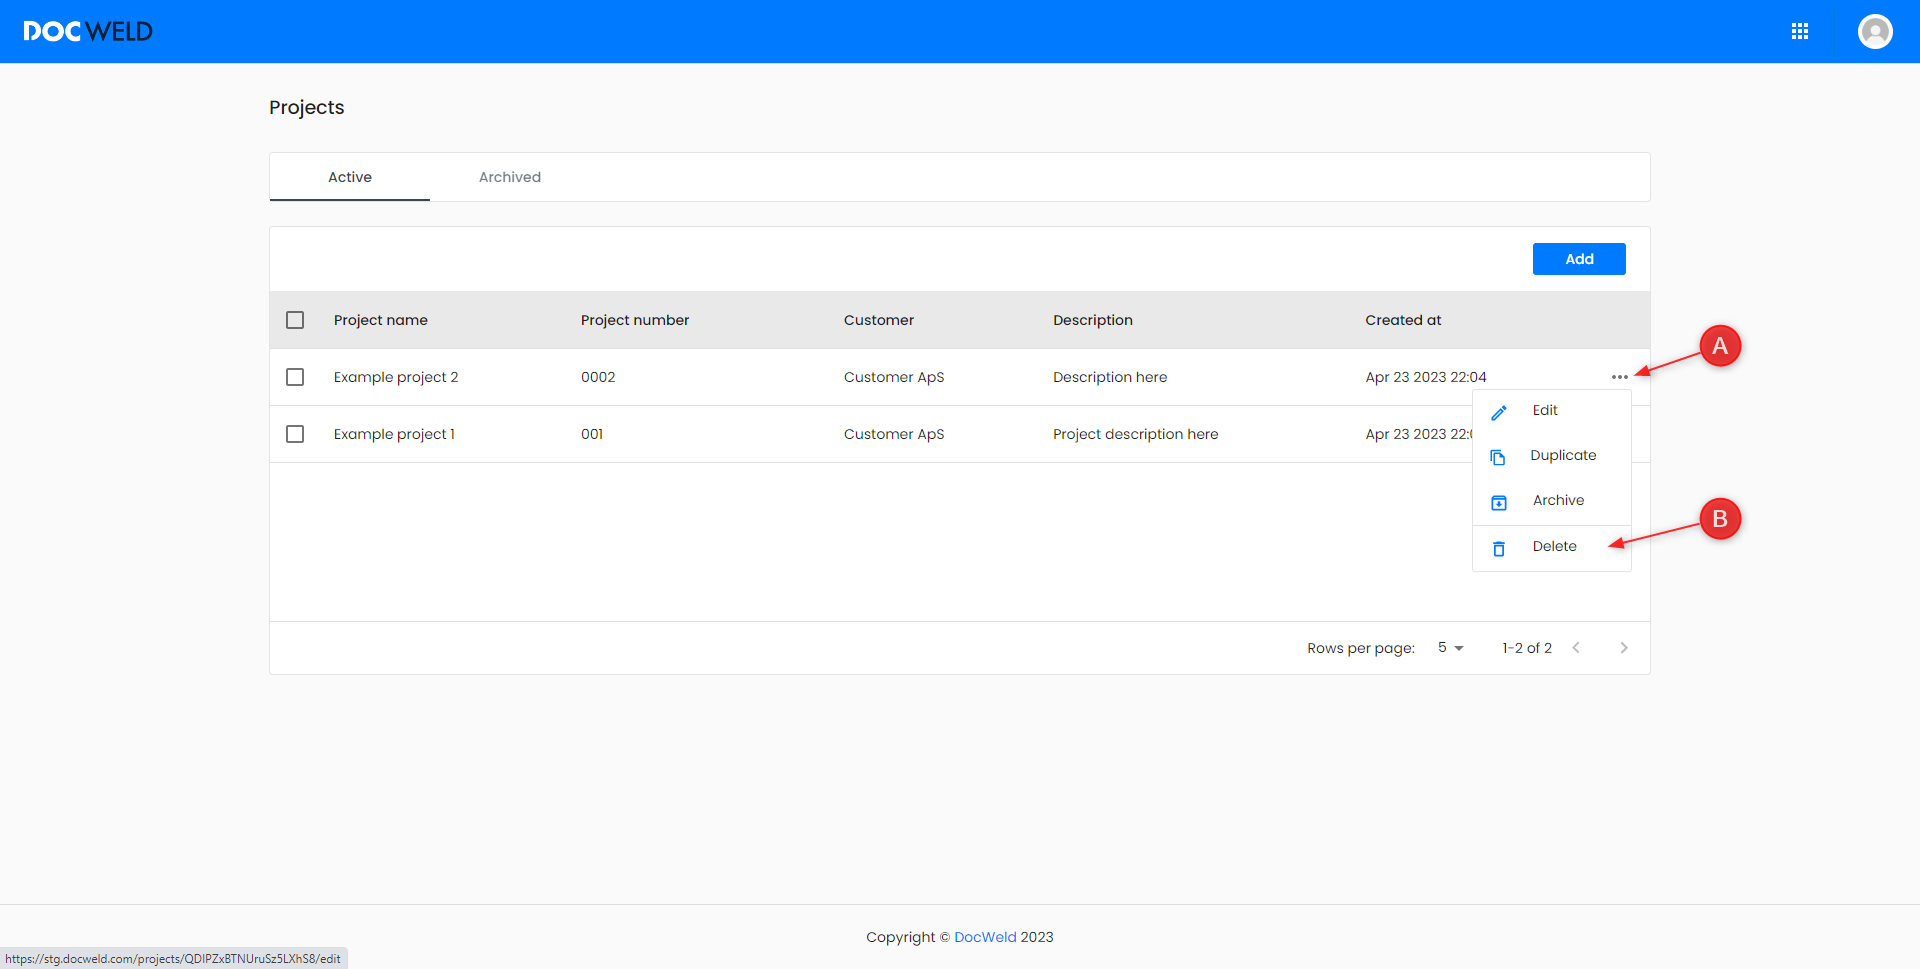 DOCWELD
Projects
Active Archived
Add
Project name Project number Customer Description Created at
A
Example project 2 0002 Customer ApS Description here Apr 23 2023 22:04
Edit
Example project 1 001 Customer ApS Project description here Apr 23 2023 22:
Duplicate
Archive
B
Delete
Rows per page: 5 1-2 of 2
Copyright © DocWeld 2023
https://stg.docweld.com/projects/QDIPZxBTNUruSz5LXhS8/edit